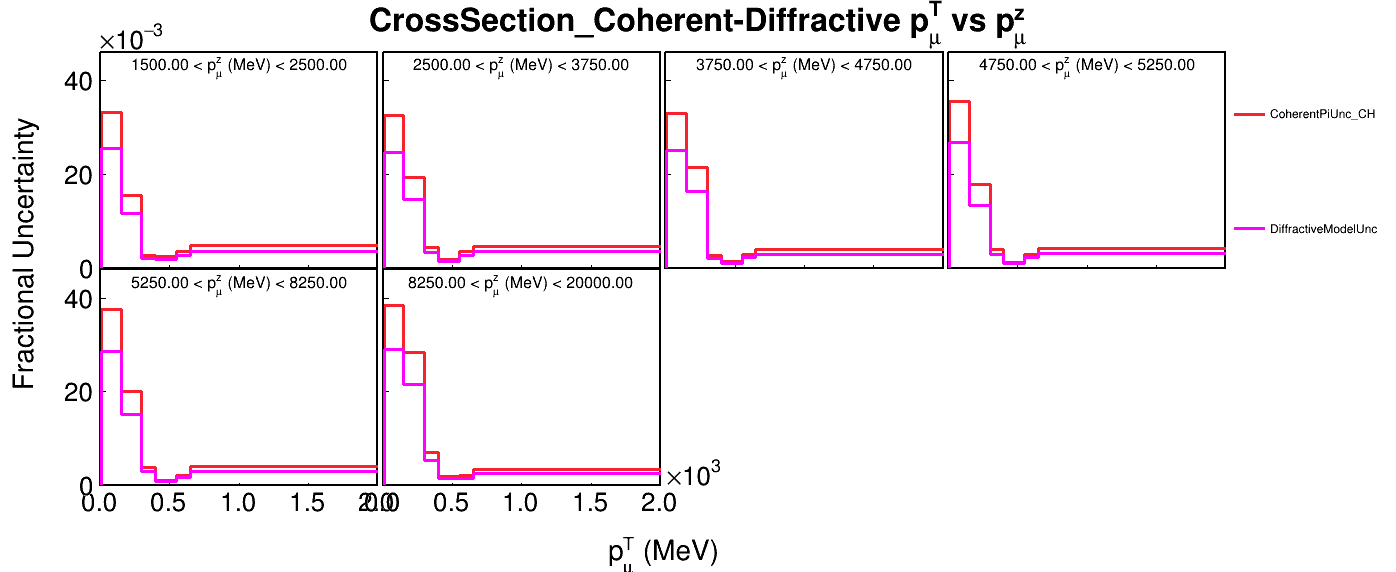 CrossSection_Coherent-Diffractive p_μ^T vs p_μ^z
×10⁻³
1500.00 < p_μ^z (MeV) < 2500.00
2500.00 < p_μ^z (MeV) < 3750.00
3750.00 < p_μ^z (MeV) < 4750.00
4750.00 < p_μ^z (MeV) < 5250.00
40
20
0
CoherentPiUnc_CH
DiffractiveModelUnc
Fractional Uncertainty
5250.00 < p_μ^z (MeV) < 8250.00
8250.00 < p_μ^z (MeV) < 20000.00
40
20
0
0.0 0.5 1.0 1.5 2.0
0.0 0.5 1.0 1.5 2.0
×10³
p_μ^T (MeV)